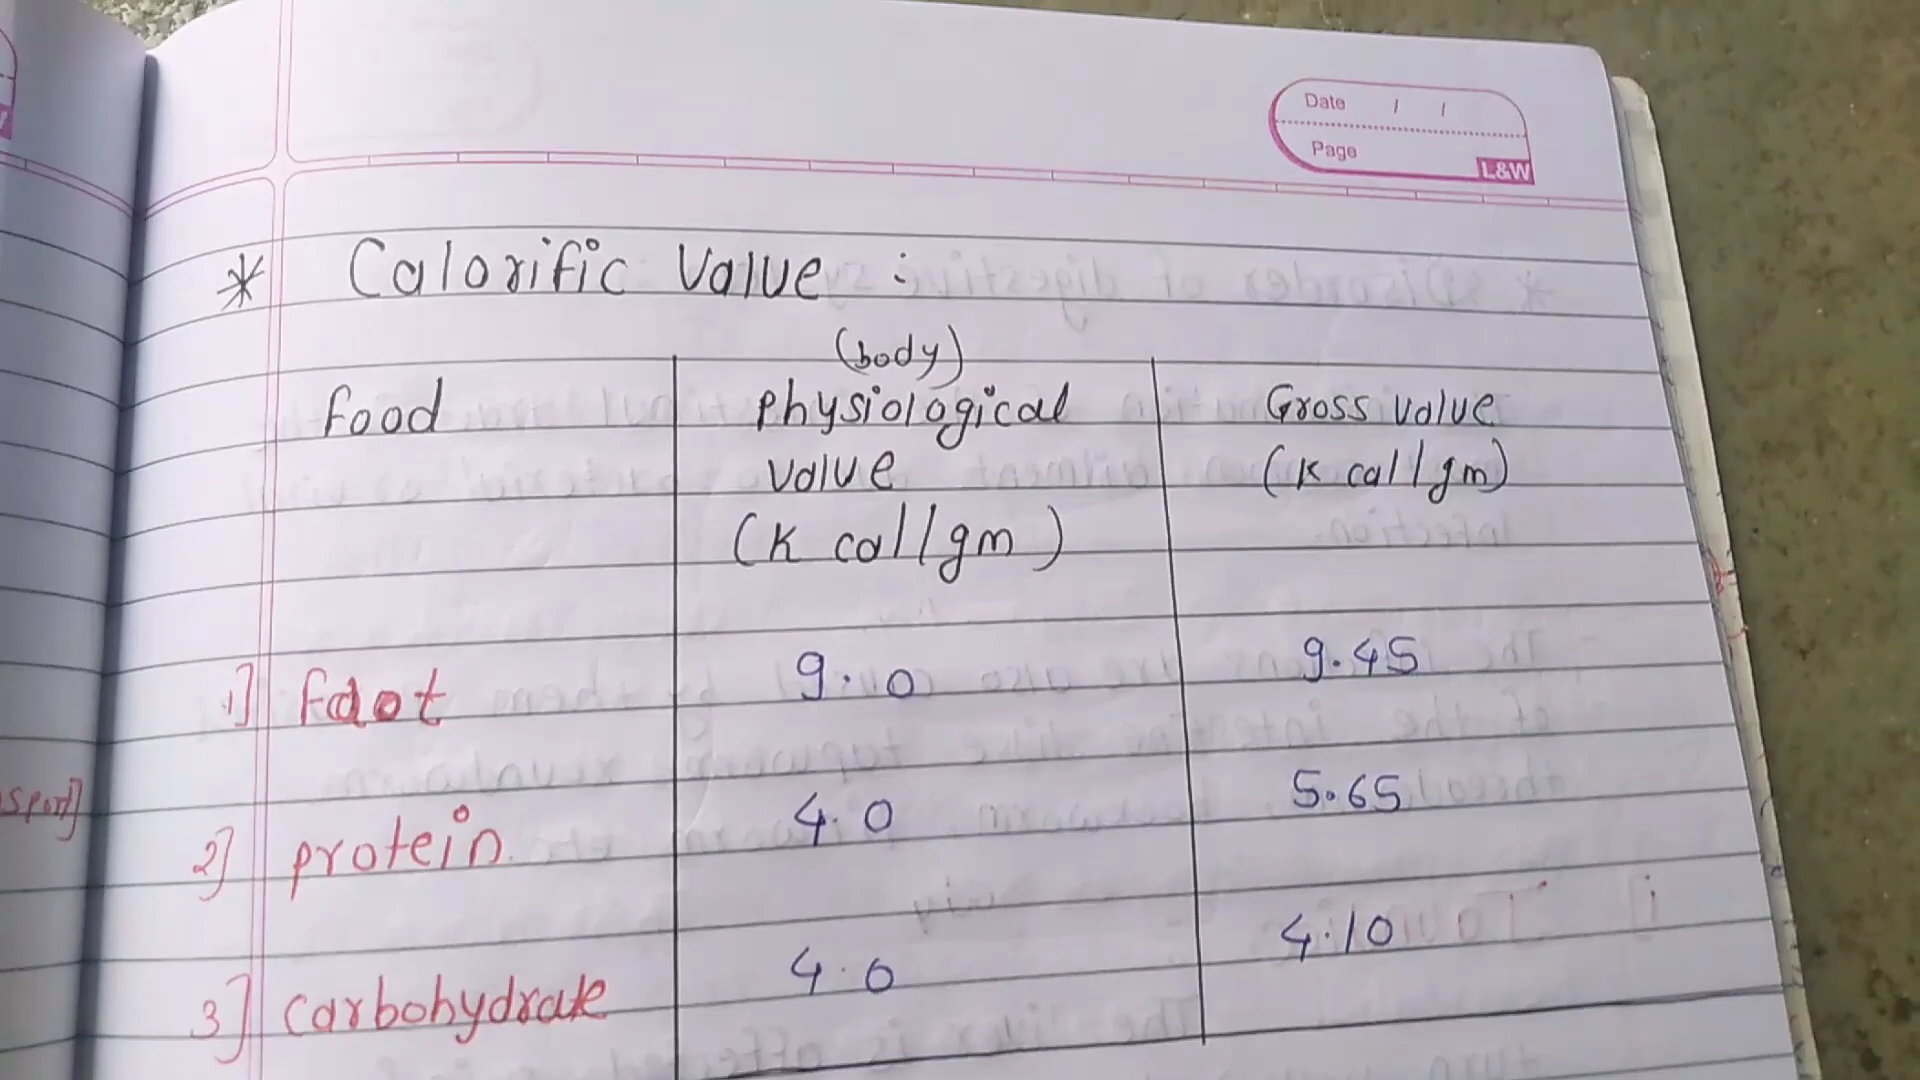 Date / /
Page
L&W
* Calorific Value :
(body)
Food physiological Gross value
value (K cal/gm)
(K cal/gm)
1] Faot 9.0 9.45
2] protein. 4.0 5.65
3] carbohydrate 4.0 4.10